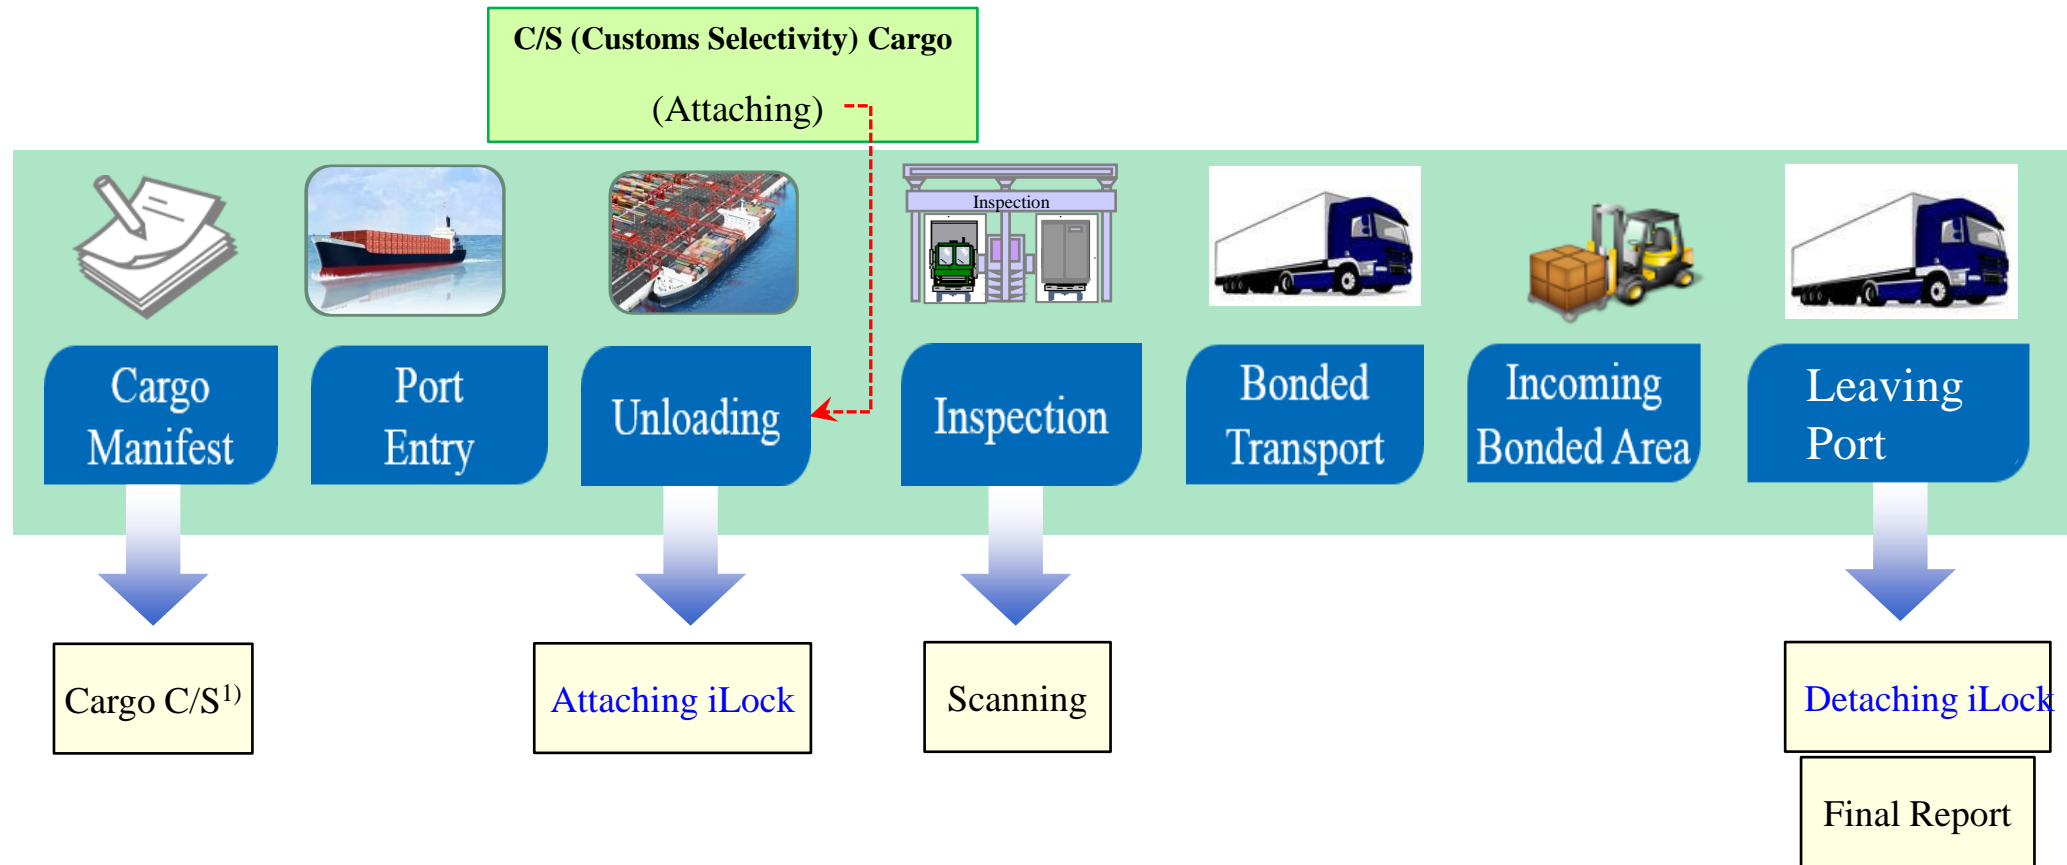 C/S (Customs Selectivity) Cargo
(Attaching)
Inspection
Cargo
Manifest
Port
Entry
Unloading
Inspection
Bonded
Transport
Incoming
Bonded Area
Leaving
Port
Cargo C/S1)
Attaching iLock
Scanning
Detaching iLock
Final Report